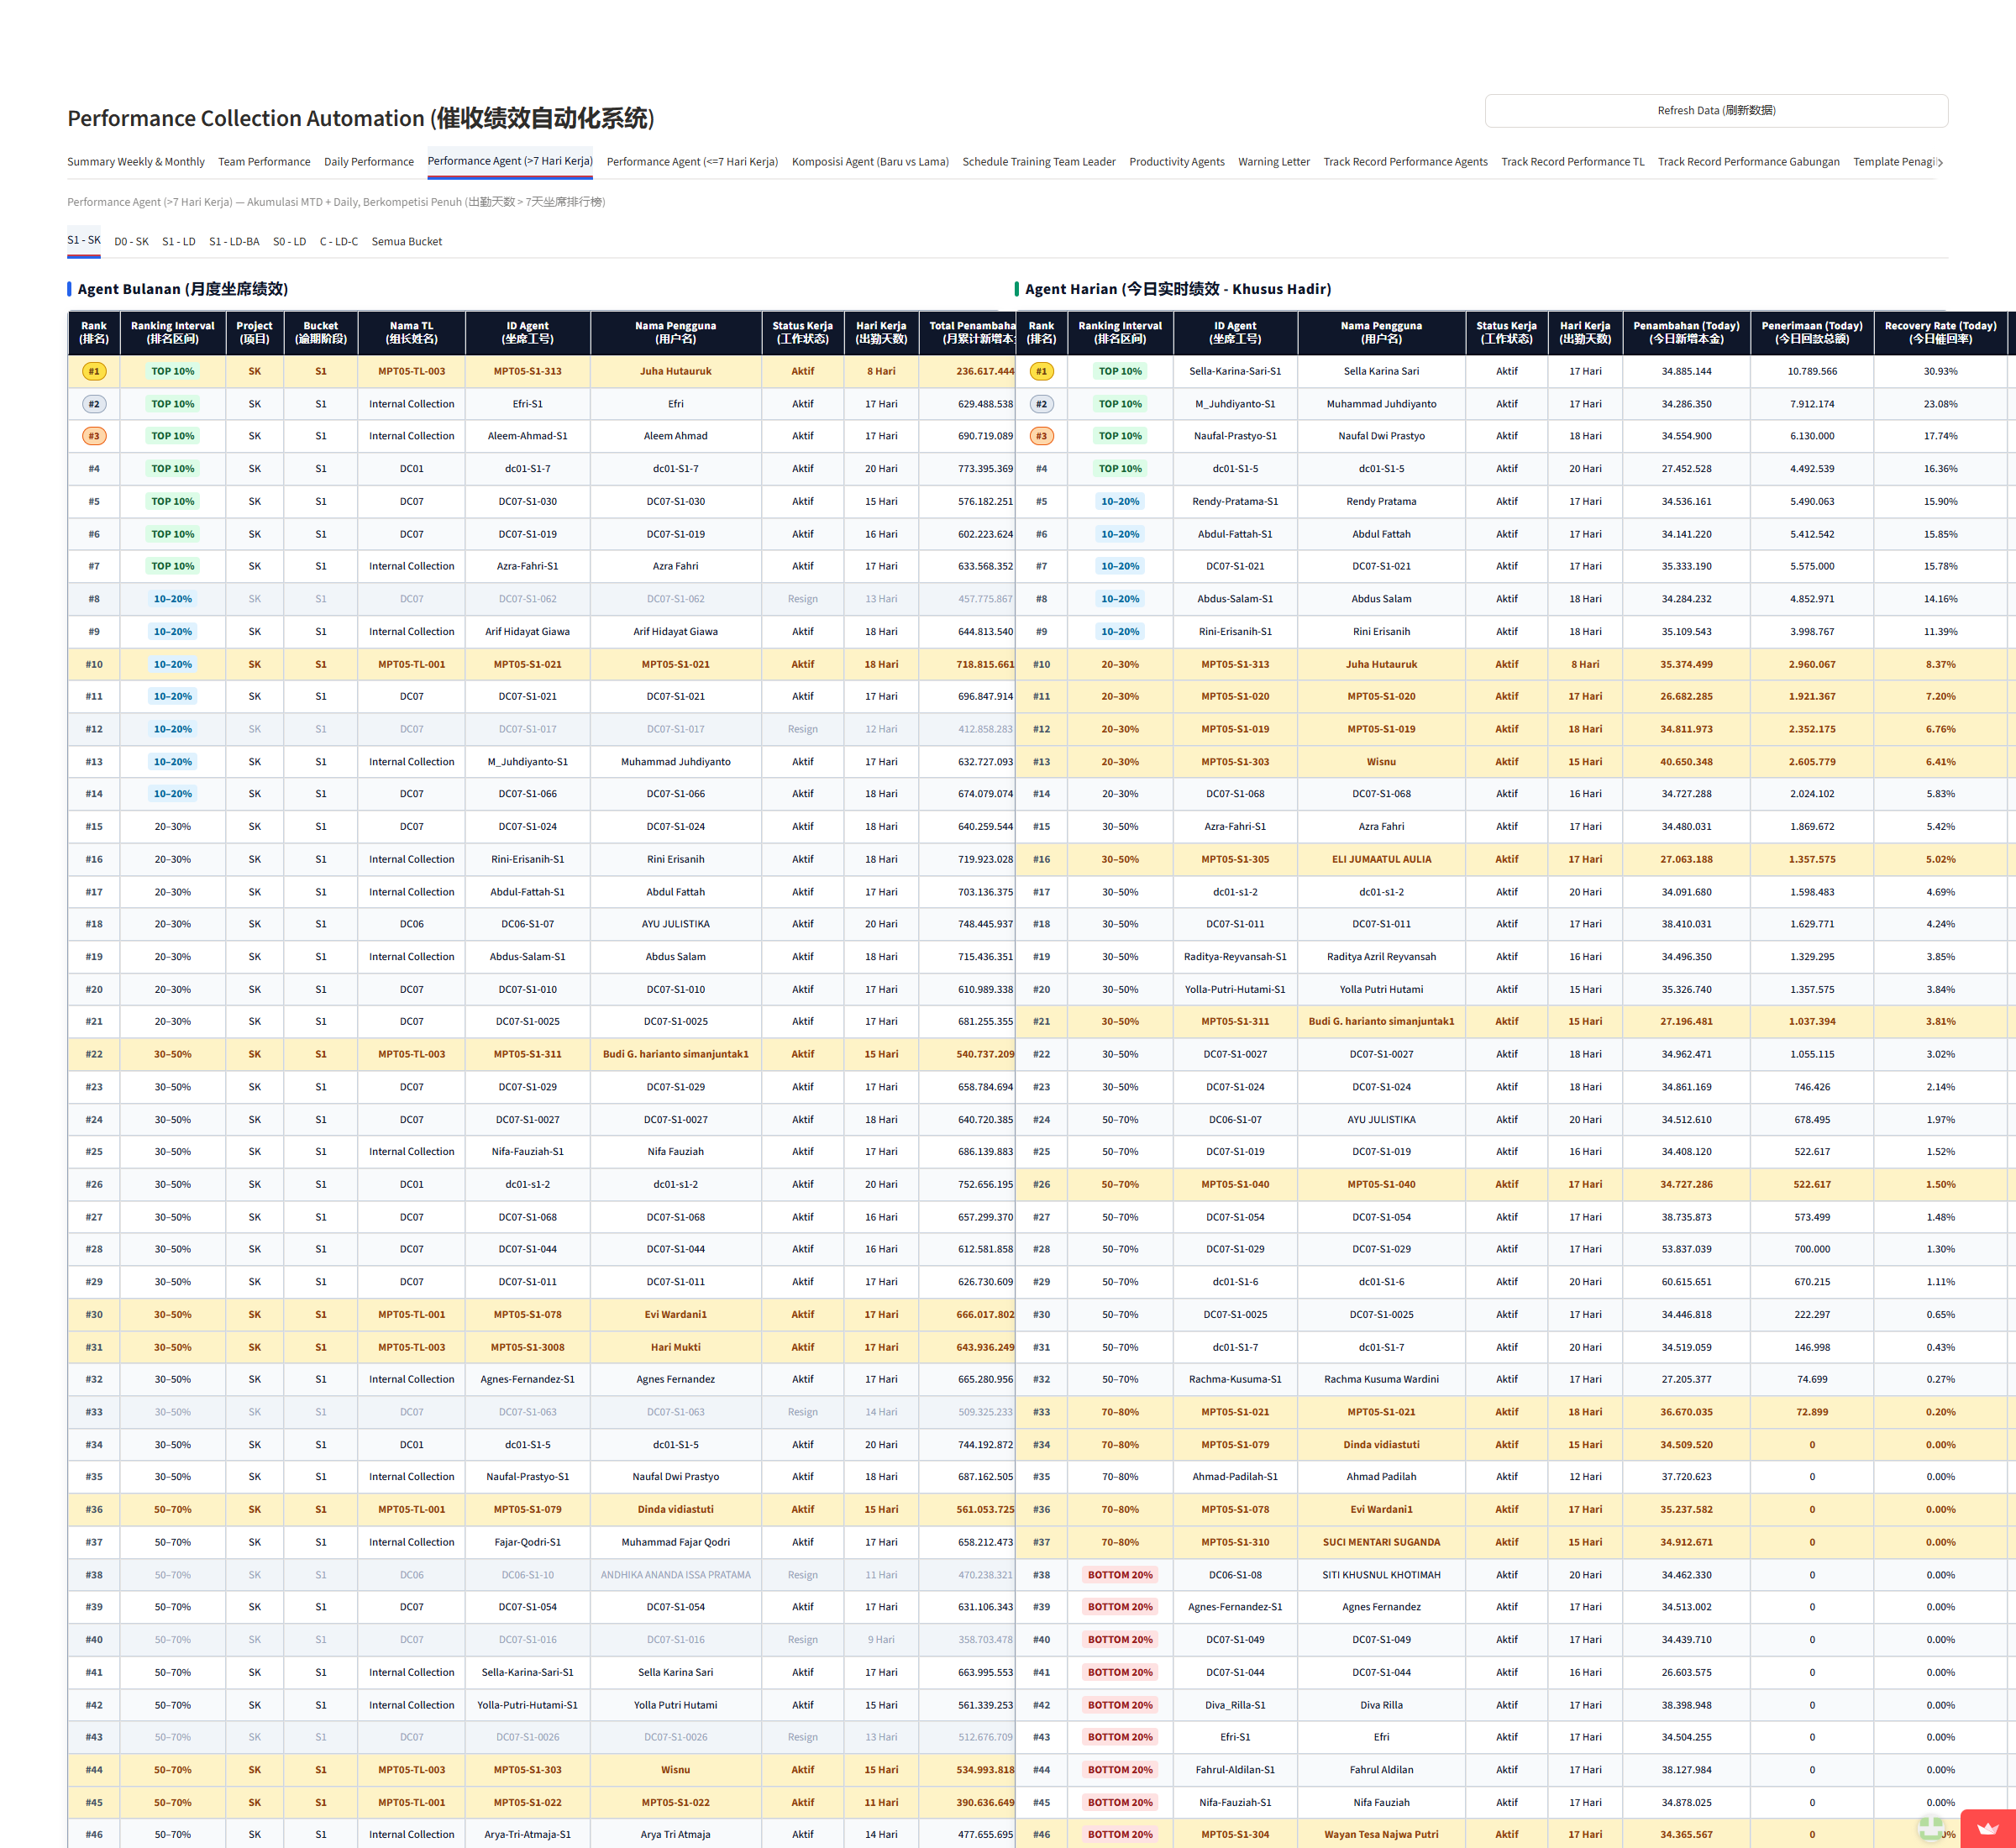 Performance Collection Automation (催收绩效自动化系统)
Refresh Data (刷新数据)
Summary Weekly & Monthly Team Performance Daily Performance Performance Agent (>7 Hari Kerja) Performance Agent (<=7 Hari Kerja) Komposisi Agent (Baru vs Lama) Schedule Training Team Leader Productivity Agents Warning Letter Track Record Performance Agents Track Record Performance TL Track Record Performance Gabungan Template Penagi
Performance Agent (>7 Hari Kerja) — Akumulasi MTD + Daily, Berkompetisi Penuh (出勤天数 > 7天坐席排行榜)
S1 - SK D0 - SK S1 - LD S1 - LD-BA S0 - LD C - LD-C Semua Bucket
Agent Bulanan (月度坐席绩效)
Rank Ranking Interval Project Bucket Nama TL ID Agent Nama Pengguna Status Kerja Hari Kerja Total Penambaha
(排名) (排名区间) (项目) (逾期阶段) (组长姓名) (坐席工号) (用户名) (工作状态) (出勤天数) (月累计新增本
#1 TOP 10% SK S1 MPT05-TL-003 MPT05-S1-313 Juha Hutauruk Aktif 8 Hari 236.617.444
#2 TOP 10% SK S1 Internal Collection Efri-S1 Efri Aktif 17 Hari 629.488.538
#3 TOP 10% SK S1 Internal Collection Aleem-Ahmad-S1 Aleem Ahmad Aktif 17 Hari 690.719.089
#4 TOP 10% SK S1 DC01 dc01-S1-7 dc01-S1-7 Aktif 20 Hari 773.395.369
#5 TOP 10% SK S1 DC07 DC07-S1-030 DC07-S1-030 Aktif 15 Hari 576.182.251
#6 TOP 10% SK S1 DC07 DC07-S1-019 DC07-S1-019 Aktif 16 Hari 602.223.624
#7 TOP 10% SK S1 Internal Collection Azra-Fahri-S1 Azra Fahri Aktif 17 Hari 633.568.352
#8 10–20% SK S1 DC07 DC07-S1-062 DC07-S1-062 Resign 13 Hari 457.775.867
#9 10–20% SK S1 Internal Collection Arif Hidayat Giawa Arif Hidayat Giawa Aktif 18 Hari 644.813.540
#10 10–20% SK S1 MPT05-TL-001 MPT05-S1-021 MPT05-S1-021 Aktif 18 Hari 718.815.661
#11 10–20% SK S1 DC07 DC07-S1-021 DC07-S1-021 Aktif 17 Hari 696.847.914
#12 10–20% SK S1 DC07 DC07-S1-017 DC07-S1-017 Resign 12 Hari 412.858.283
#13 10–20% SK S1 Internal Collection M_Juhdiyanto-S1 Muhammad Juhdiyanto Aktif 17 Hari 632.727.093
#14 10–20% SK S1 DC07 DC07-S1-066 DC07-S1-066 Aktif 18 Hari 674.079.074
#15 20–30% SK S1 DC07 DC07-S1-024 DC07-S1-024 Aktif 18 Hari 640.259.544
#16 20–30% SK S1 Internal Collection Rini-Erisanih-S1 Rini Erisanih Aktif 18 Hari 719.923.028
#17 20–30% SK S1 Internal Collection Abdul-Fattah-S1 Abdul Fattah Aktif 17 Hari 703.136.375
#18 20–30% SK S1 DC06 DC06-S1-07 AYU JULISTIKA Aktif 20 Hari 748.445.937
#19 20–30% SK S1 Internal Collection Abdus-Salam-S1 Abdus Salam Aktif 18 Hari 715.436.351
#20 20–30% SK S1 DC07 DC07-S1-010 DC07-S1-010 Aktif 17 Hari 610.989.338
#21 20–30% SK S1 DC07 DC07-S1-0025 DC07-S1-0025 Aktif 17 Hari 681.255.355
#22 30–50% SK S1 MPT05-TL-003 MPT05-S1-311 Budi G. harianto simanjuntak1 Aktif 15 Hari 540.737.209
#23 30–50% SK S1 DC07 DC07-S1-029 DC07-S1-029 Aktif 17 Hari 658.784.694
#24 30–50% SK S1 DC07 DC07-S1-0027 DC07-S1-0027 Aktif 18 Hari 640.720.385
#25 30–50% SK S1 Internal Collection Nifa-Fauziah-S1 Nifa Fauziah Aktif 17 Hari 686.139.883
#26 30–50% SK S1 DC01 dc01-s1-2 dc01-s1-2 Aktif 20 Hari 752.656.195
#27 30–50% SK S1 DC07 DC07-S1-068 DC07-S1-068 Aktif 16 Hari 657.299.370
#28 30–50% SK S1 DC07 DC07-S1-044 DC07-S1-044 Aktif 16 Hari 612.581.858
#29 30–50% SK S1 DC07 DC07-S1-011 DC07-S1-011 Aktif 17 Hari 626.730.609
#30 30–50% SK S1 MPT05-TL-001 MPT05-S1-078 Evi Wardani1 Aktif 17 Hari 666.017.802
#31 30–50% SK S1 MPT05-TL-003 MPT05-S1-3008 Hari Mukti Aktif 17 Hari 643.936.249
#32 30–50% SK S1 Internal Collection Agnes-Fernandez-S1 Agnes Fernandez Aktif 17 Hari 665.280.956
#33 30–50% SK S1 DC07 DC07-S1-063 DC07-S1-063 Resign 14 Hari 509.325.233
#34 30–50% SK S1 DC01 dc01-S1-5 dc01-S1-5 Aktif 20 Hari 744.192.872
#35 30–50% SK S1 Internal Collection Naufal-Prastyo-S1 Naufal Dwi Prastyo Aktif 18 Hari 687.162.505
#36 50–70% SK S1 MPT05-TL-001 MPT05-S1-079 Dinda vidiastuti Aktif 15 Hari 561.053.725
#37 50–70% SK S1 Internal Collection Fajar-Qodri-S1 Muhammad Fajar Qodri Aktif 17 Hari 658.212.473
#38 50–70% SK S1 DC06 DC06-S1-10 ANDHIKA ANANDA ISSA PRATAMA Resign 11 Hari 470.238.321
#39 50–70% SK S1 DC07 DC07-S1-054 DC07-S1-054 Aktif 17 Hari 631.106.343
#40 50–70% SK S1 DC07 DC07-S1-016 DC07-S1-016 Resign 9 Hari 358.703.478
#41 50–70% SK S1 Internal Collection Sella-Karina-Sari-S1 Sella Karina Sari Aktif 17 Hari 663.995.553
#42 50–70% SK S1 Internal Collection Yolla-Putri-Hutami-S1 Yolla Putri Hutami Aktif 15 Hari 561.339.253
#43 50–70% SK S1 DC07 DC07-S1-0026 DC07-S1-0026 Resign 13 Hari 512.676.709
#44 50–70% SK S1 MPT05-TL-003 MPT05-S1-303 Wisnu Aktif 15 Hari 534.993.818
#45 50–70% SK S1 MPT05-TL-001 MPT05-S1-022 MPT05-S1-022 Aktif 11 Hari 390.636.649
#46 50–70% SK S1 Internal Collection Arya-Tri-Atmaja-S1 Arya Tri Atmaja Aktif 14 Hari 477.655.695
Agent Harian (今日实时绩效 - Khusus Hadir)
Rank Ranking Interval ID Agent Nama Pengguna Status Kerja Hari Kerja Penambahan (Today) Penerimaan (Today) Recovery Rate (Today)
(排名) (排名区间) (坐席工号) (用户名) (工作状态) (出勤天数) (今日新增本金) (今日回款总额) (今日催回率)
#1 TOP 10% Sella-Karina-Sari-S1 Sella Karina Sari Aktif 17 Hari 34.885.144 10.789.566 30.93%
#2 TOP 10% M_Juhdiyanto-S1 Muhammad Juhdiyanto Aktif 17 Hari 34.286.350 7.912.174 23.08%
#3 TOP 10% Naufal-Prastyo-S1 Naufal Dwi Prastyo Aktif 18 Hari 34.554.900 6.130.000 17.74%
#4 TOP 10% dc01-S1-5 dc01-S1-5 Aktif 20 Hari 27.452.528 4.492.539 16.36%
#5 10–20% Rendy-Pratama-S1 Rendy Pratama Aktif 17 Hari 34.536.161 5.490.063 15.90%
#6 10–20% Abdul-Fattah-S1 Abdul Fattah Aktif 17 Hari 34.141.220 5.412.542 15.85%
#7 10–20% DC07-S1-021 DC07-S1-021 Aktif 17 Hari 35.333.190 5.575.000 15.78%
#8 10–20% Abdus-Salam-S1 Abdus Salam Aktif 18 Hari 34.284.232 4.852.971 14.16%
#9 10–20% Rini-Erisanih-S1 Rini Erisanih Aktif 18 Hari 35.109.543 3.998.767 11.39%
#10 20–30% MPT05-S1-313 Juha Hutauruk Aktif 8 Hari 35.374.499 2.960.067 8.37%
#11 20–30% MPT05-S1-020 MPT05-S1-020 Aktif 17 Hari 26.682.285 1.921.367 7.20%
#12 20–30% MPT05-S1-019 MPT05-S1-019 Aktif 18 Hari 34.811.973 2.352.175 6.76%
#13 20–30% MPT05-S1-303 Wisnu Aktif 15 Hari 40.650.348 2.605.779 6.41%
#14 20–30% DC07-S1-068 DC07-S1-068 Aktif 16 Hari 34.727.288 2.024.102 5.83%
#15 30–50% Azra-Fahri-S1 Azra Fahri Aktif 17 Hari 34.480.031 1.869.672 5.42%
#16 30–50% MPT05-S1-305 ELI JUMAATUL AULIA Aktif 17 Hari 27.063.188 1.357.575 5.02%
#17 30–50% dc01-s1-2 dc01-s1-2 Aktif 20 Hari 34.091.680 1.598.483 4.69%
#18 30–50% DC07-S1-011 DC07-S1-011 Aktif 17 Hari 38.410.031 1.629.771 4.24%
#19 30–50% Raditya-Reyvansah-S1 Raditya Azril Reyvansah Aktif 16 Hari 34.496.350 1.329.295 3.85%
#20 30–50% Yolla-Putri-Hutami-S1 Yolla Putri Hutami Aktif 15 Hari 35.326.740 1.357.575 3.84%
#21 30–50% MPT05-S1-311 Budi G. harianto simanjuntak1 Aktif 15 Hari 27.196.481 1.037.394 3.81%
#22 30–50% DC07-S1-0027 DC07-S1-0027 Aktif 18 Hari 34.962.471 1.055.115 3.02%
#23 30–50% DC07-S1-024 DC07-S1-024 Aktif 18 Hari 34.861.169 746.426 2.14%
#24 50–70% DC06-S1-07 AYU JULISTIKA Aktif 20 Hari 34.512.610 678.495 1.97%
#25 50–70% DC07-S1-019 DC07-S1-019 Aktif 16 Hari 34.408.120 522.617 1.52%
#26 50–70% MPT05-S1-040 MPT05-S1-040 Aktif 17 Hari 34.727.286 522.617 1.50%
#27 50–70% DC07-S1-054 DC07-S1-054 Aktif 17 Hari 38.735.873 573.499 1.48%
#28 50–70% DC07-S1-029 DC07-S1-029 Aktif 17 Hari 53.837.039 700.000 1.30%
#29 50–70% dc01-S1-6 dc01-S1-6 Aktif 20 Hari 60.615.651 670.215 1.11%
#30 50–70% DC07-S1-0025 DC07-S1-0025 Aktif 17 Hari 34.446.818 222.297 0.65%
#31 50–70% dc01-S1-7 dc01-S1-7 Aktif 20 Hari 34.519.059 146.998 0.43%
#32 50–70% Rachma-Kusuma-S1 Rachma Kusuma Wardini Aktif 17 Hari 27.205.377 74.699 0.27%
#33 70–80% MPT05-S1-021 MPT05-S1-021 Aktif 18 Hari 36.670.035 72.899 0.20%
#34 70–80% MPT05-S1-079 Dinda vidiastuti Aktif 15 Hari 34.509.520 0 0.00%
#35 70–80% Ahmad-Padilah-S1 Ahmad Padilah Aktif 12 Hari 37.720.623 0 0.00%
#36 70–80% MPT05-S1-078 Evi Wardani1 Aktif 17 Hari 35.237.582 0 0.00%
#37 70–80% MPT05-S1-310 SUCI MENTARI SUGANDA Aktif 15 Hari 34.912.671 0 0.00%
#38 BOTTOM 20% DC06-S1-08 SITI KHUSNUL KHOTIMAH Aktif 20 Hari 34.462.330 0 0.00%
#39 BOTTOM 20% Agnes-Fernandez-S1 Agnes Fernandez Aktif 17 Hari 34.513.002 0 0.00%
#40 BOTTOM 20% DC07-S1-049 DC07-S1-049 Aktif 17 Hari 34.439.710 0 0.00%
#41 BOTTOM 20% DC07-S1-044 DC07-S1-044 Aktif 16 Hari 26.603.575 0 0.00%
#42 BOTTOM 20% Diva_Rilla-S1 Diva Rilla Aktif 17 Hari 38.398.948 0 0.00%
#43 BOTTOM 20% Efri-S1 Efri Aktif 17 Hari 34.504.255 0 0.00%
#44 BOTTOM 20% Fahrul-Aldilan-S1 Fahrul Aldilan Aktif 17 Hari 38.127.984 0 0.00%
#45 BOTTOM 20% Nifa-Fauziah-S1 Nifa Fauziah Aktif 17 Hari 34.878.025 0 0.00%
#46 BOTTOM 20% MPT05-S1-304 Wayan Tesa Najwa Putri Aktif 17 Hari 34.365.567 0